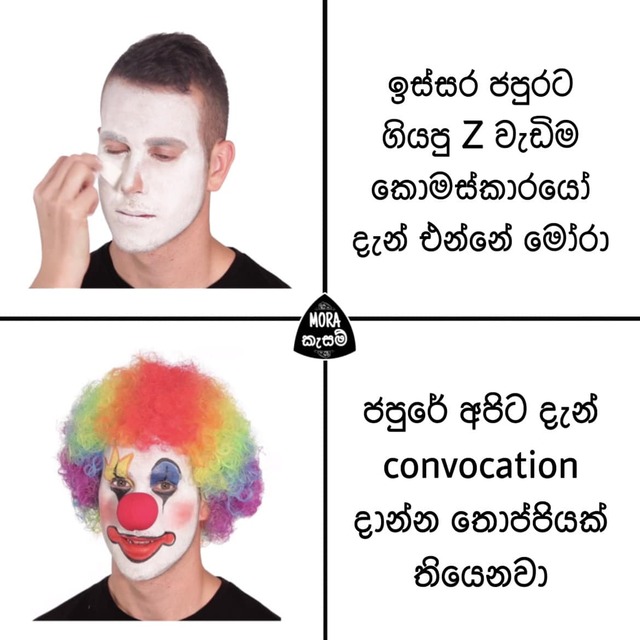 ඉස්සර ජපුරට
ගියපු Z වැඩිම
කොමස්කාරයෝ
දැන් එන්නේ මෝරා
MORA
කැසම්
ජපුරේ අපිට දැන්
convocation
දාන්න තොප්පියක්
තියෙනවා